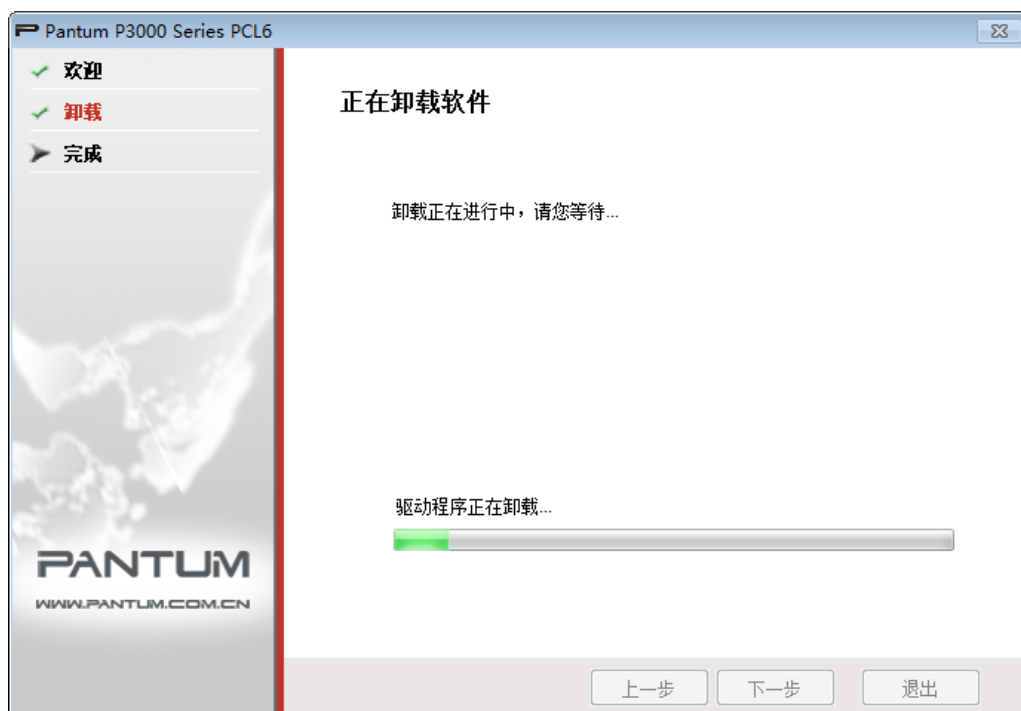 Pantum P3000 Series PCL6
欢迎
卸载
完成
正在卸载软件
卸载正在进行中，请您等待...
驱动程序正在卸载...
PANTUM
WWW.PANTUM.COM.CN
上一步
下一步
退出